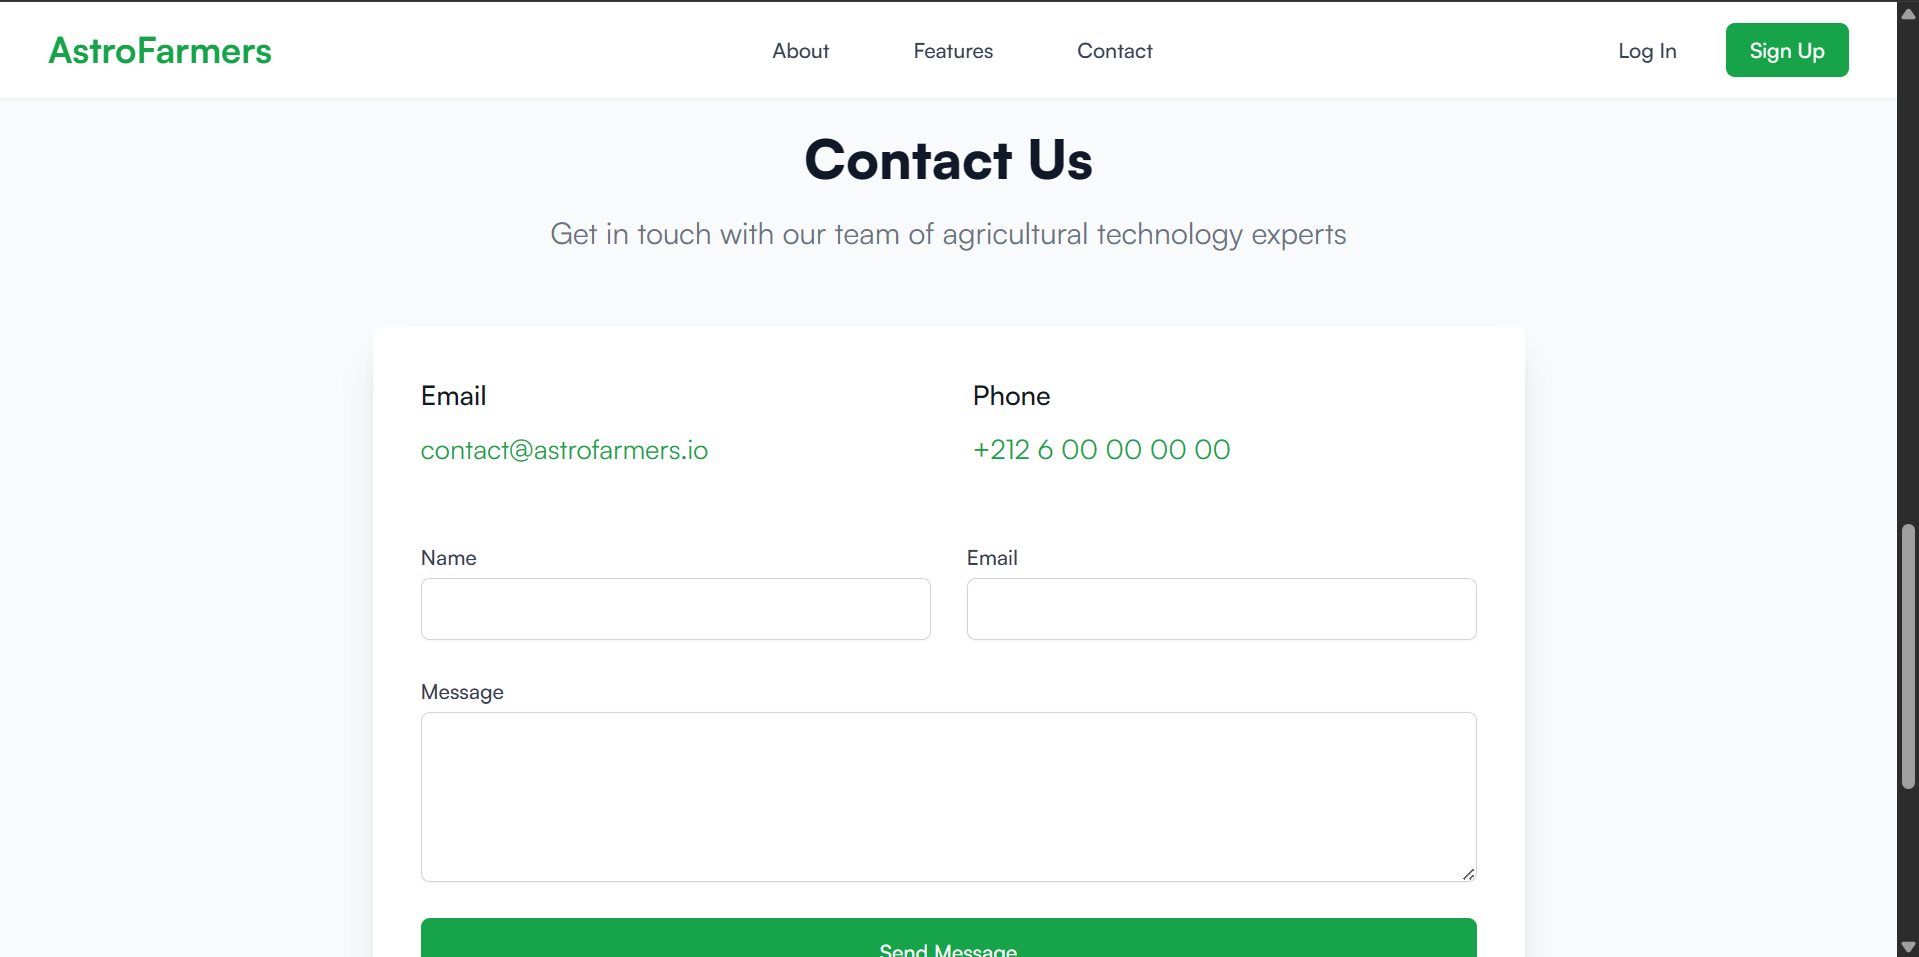 AstroFarmers
About
Features
Contact
Log In
Sign Up
Contact Us
Get in touch with our team of agricultural technology experts
Email
Phone
contact@astrofarmers.io
+212 6 00 00 00 00
Name
Email
Message
Send Message